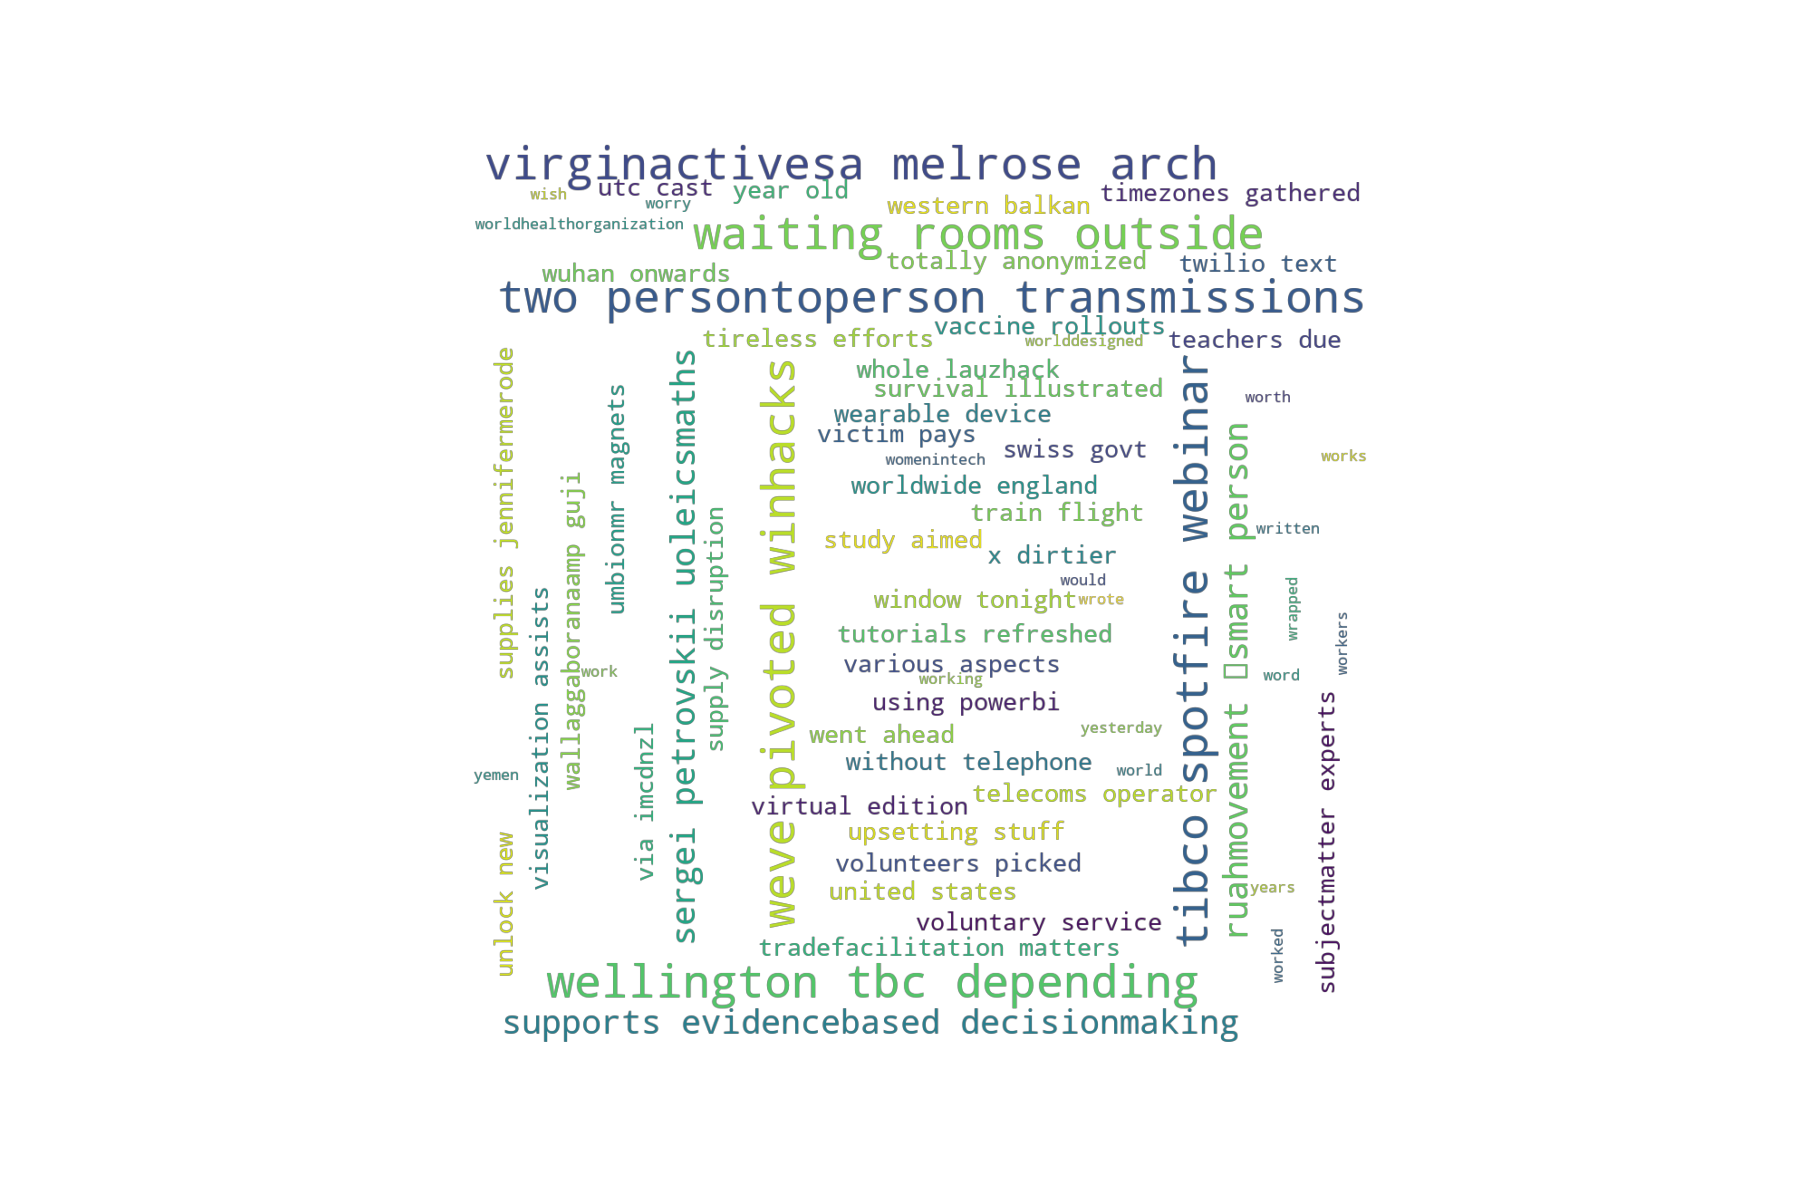 virginactivesa melrose arch
utc cast
year old
wish
worry
timezones gathered
western balkan
worldhealthorganization
waiting rooms outside
totally anonymized
twilio text
wuhan onwards
two persontoperson transmissions
vaccine rollouts
tireless efforts
worlddesigned
teachers due
whole lauzhack
survival illustrated
worth
wearable device
victim pays
swiss govt
womenintech
works
worldwide england
train flight
written
study aimed
x dirtier
would
window tonight
wrote
tutorials refreshed
various aspects
working
work
word
using powerbi
went ahead
yesterday
without telephone
world
yemen
telecoms operator
virtual edition
upsetting stuff
volunteers picked
united states
years
voluntary service
tradefacilitation matters
wellington tbc depending
supports evidencebased decisionmaking
supplies jennifermerode
unlock new
visualization assists
wallaggaboranaamp guji
umbionmr magnets
via imcdnzl
sergei petrovskii uoleicsmaths
supply disruption
weve pivoted winhacks
tibco spotfire webinar
ruahmovement smart person
wrapped
worked
subjectmatter experts
workers